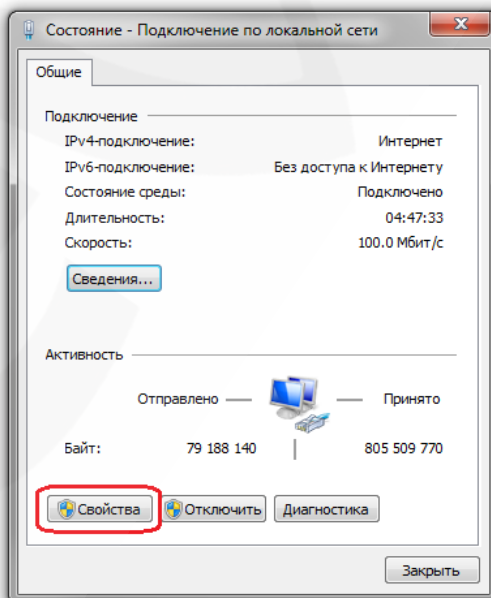 Состояние - Подключение по локальной сети
Общие
Подключение
IPv4-подключение: Интернет
IPv6-подключение: Без доступа к Интернету
Состояние среды: Подключено
Длительность: 04:47:33
Скорость: 100.0 Мбит/с
Сведения...
Активность
Отправлено — — Принято
Байт: 79 188 140 | 805 509 770
Свойства Отключить Диагностика
Закрыть